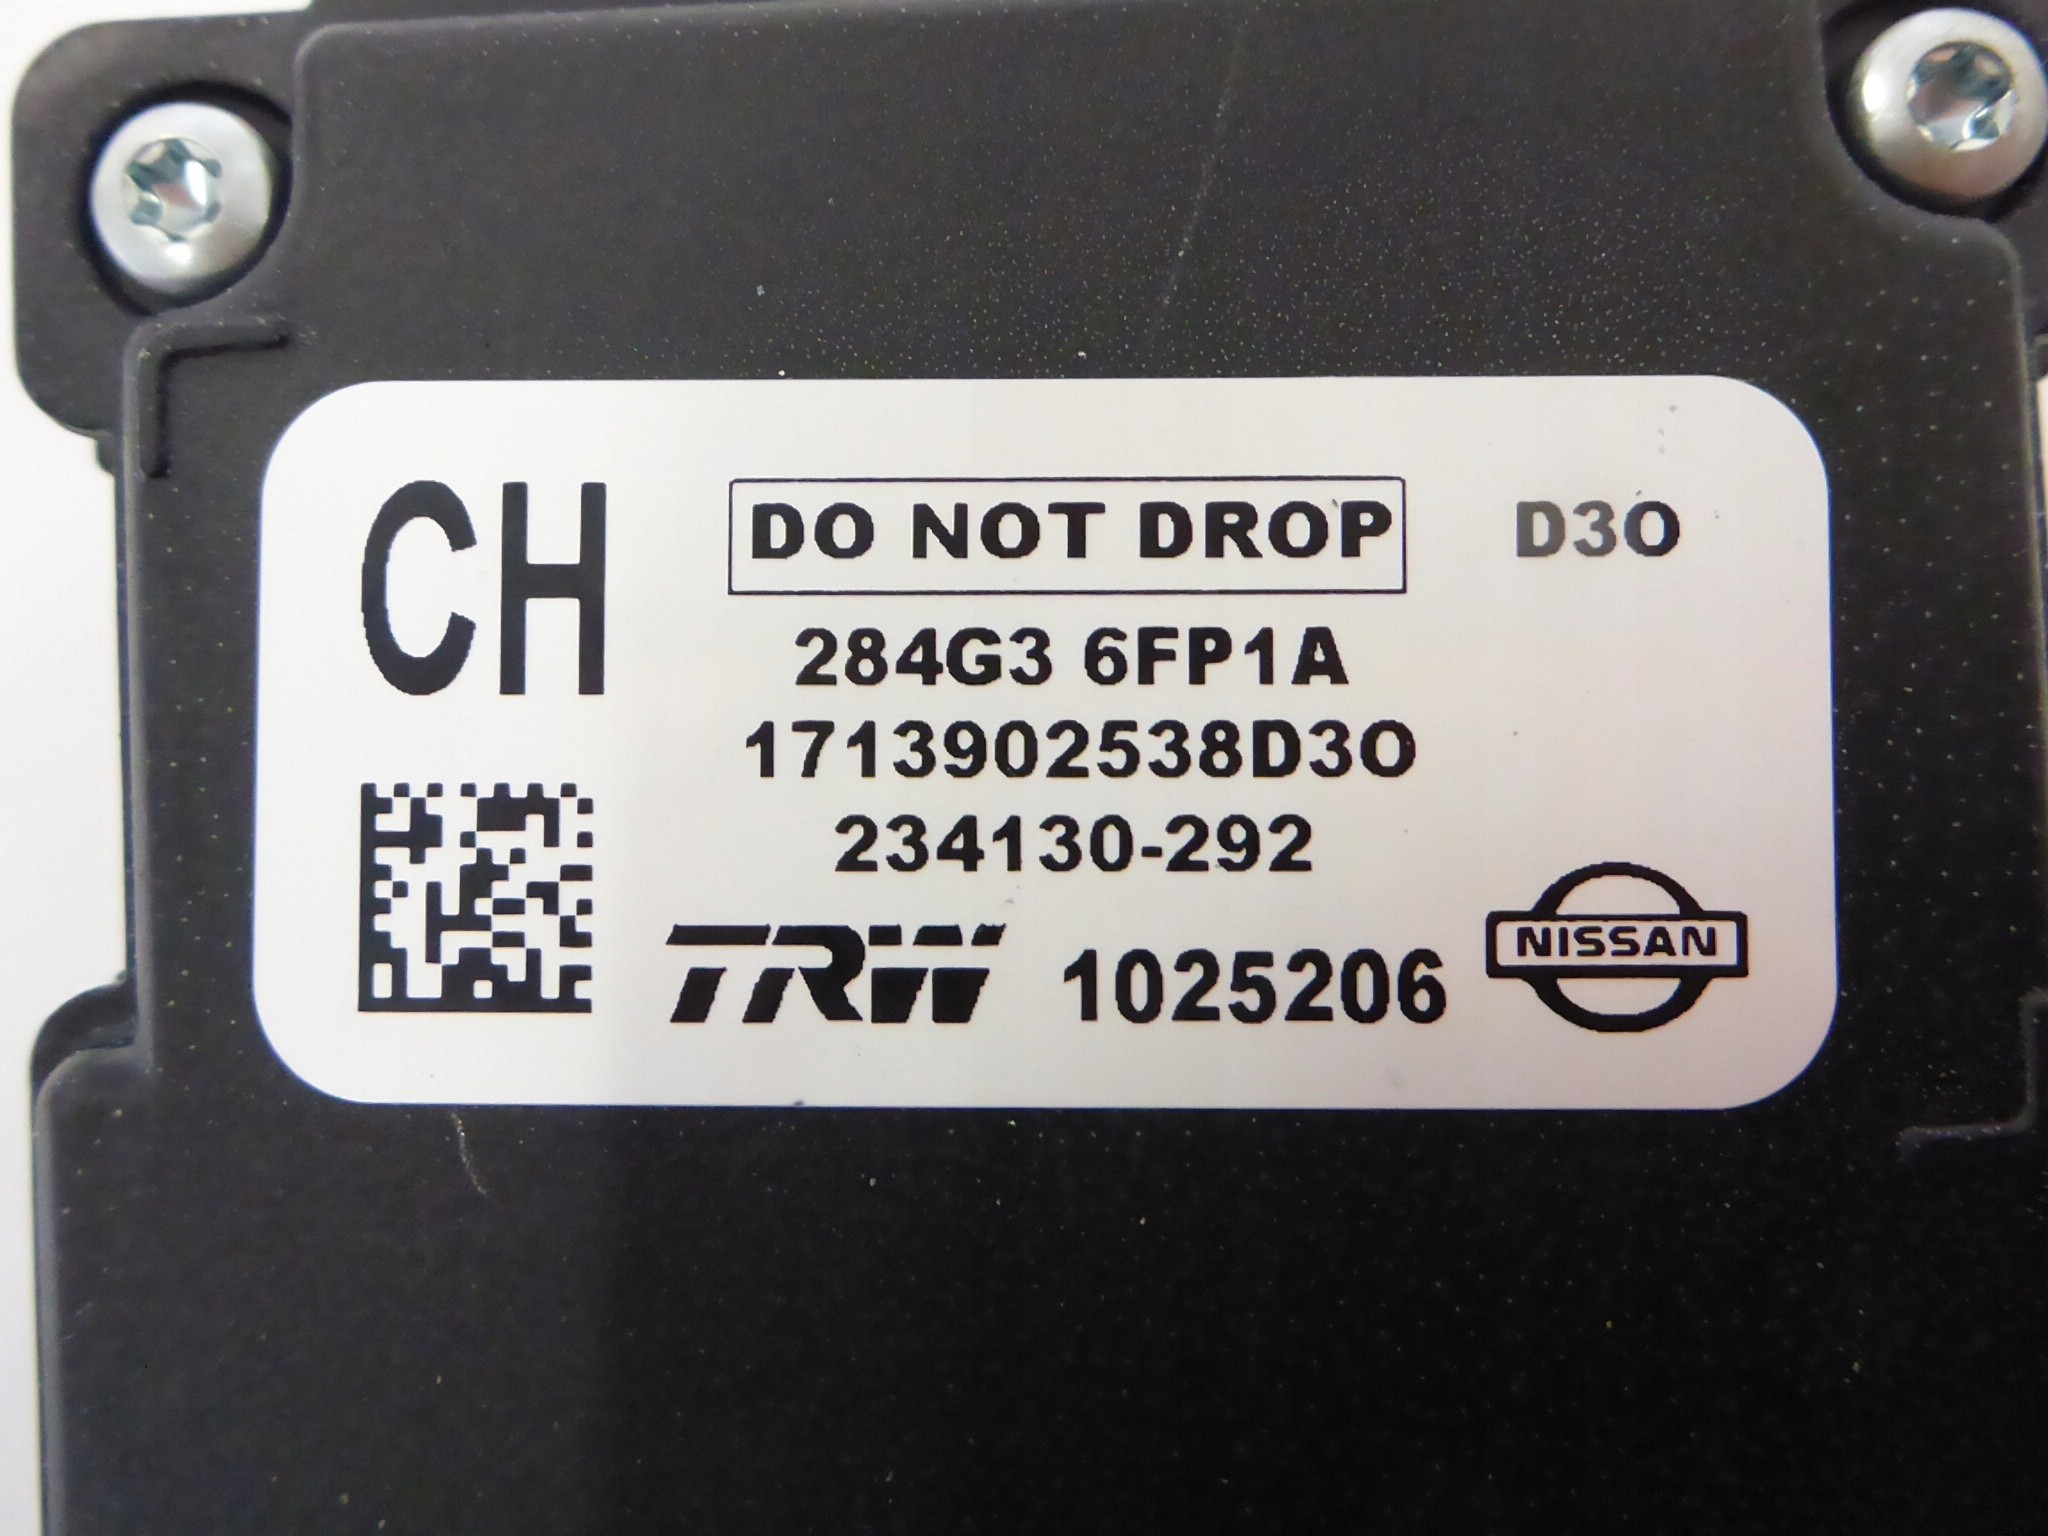 CH
DO NOT DROP
D3O
284G3 6FP1A
1713902538D3O
234130-292
TRW 1025206
NISSAN